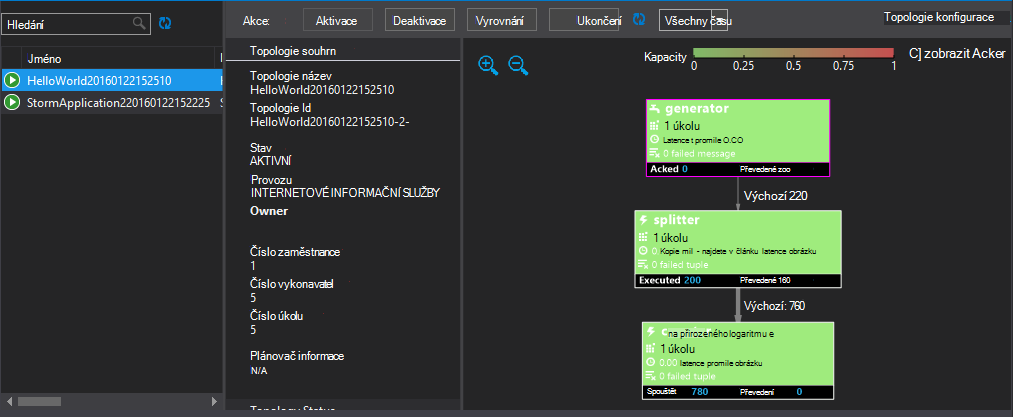 Hledání
Jméno
HelloWorld20160122152510
StormApplication220160122152225
Akce:
Aktivace
Deaktivace
Vyrovnání
Ukončení
Všechny času
Topologie konfigurace
Topologie souhrn
Topologie název
HelloWorld20160122152510
Topologie Id
HelloWorld20160122152510-2-
Stav
AKTIVNÍ
Provozu
INTERNETOVÉ INFORMAČNÍ SLUŽBY
Owner
Číslo zaměstnance
1
Číslo vykonavatel
5
Číslo úkolu
5
Plánovač informace
N/A
Topology Status
Kapacity
0 0.25 0.5 0.75 1
C] zobrazit Acker
generator
1 úkolu
Latence t promile O.CO
0 failed message
Acked 0 Převedené zoo
Výchozí 220
splitter
1 úkolu
0 Kopie mil - najdete v článku latence obrázku
0 failed tuple
Executed 200 Převedené 160
Výchozí: 760
na přirozeného logaritmu e
1 úkolu
0.00 latence promile obrázku
0 failed tuple
Spouštět 780 Převedení 0